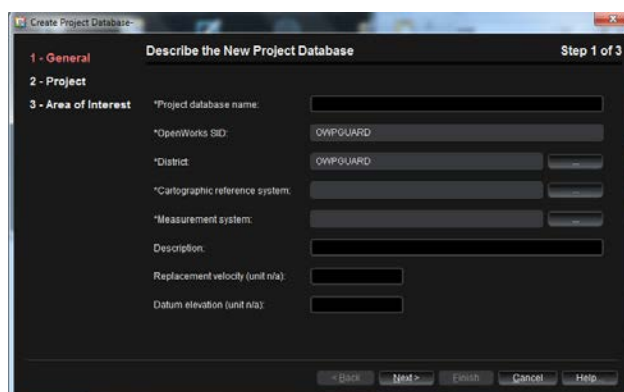 Create Project Database-
1 - General
2 - Project
3 - Area of Interest
Describe the New Project Database
Step 1 of 3
*Project database name:
*OpenWorks SID:
OWPGUARD
*District:
OWPGUARD
...
*Cartographic reference system:
...
*Measurement system:
...
Description:
Replacement velocity (unit n/a):
Datum elevation (unit n/a):
< Back
Next >
Finish
Cancel
Help...